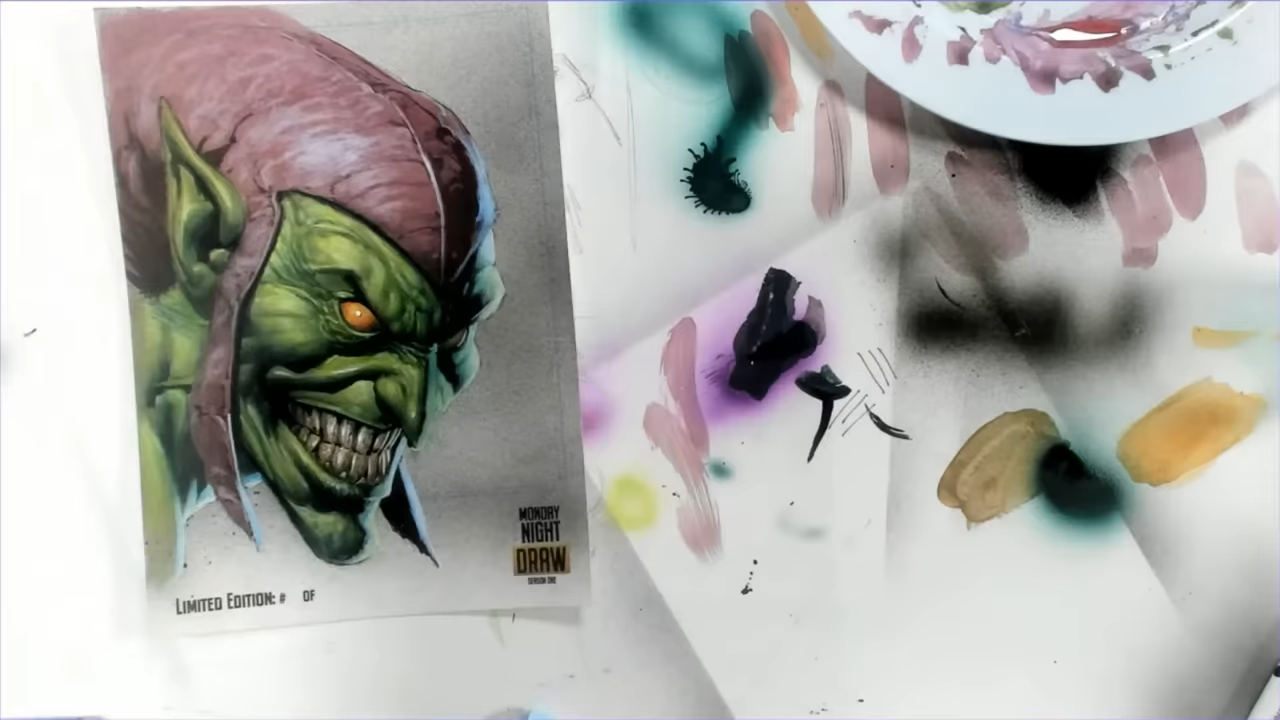 MONDAY
NIGHT
DRAW
SEASON ONE
LIMITED EDITION: # OF